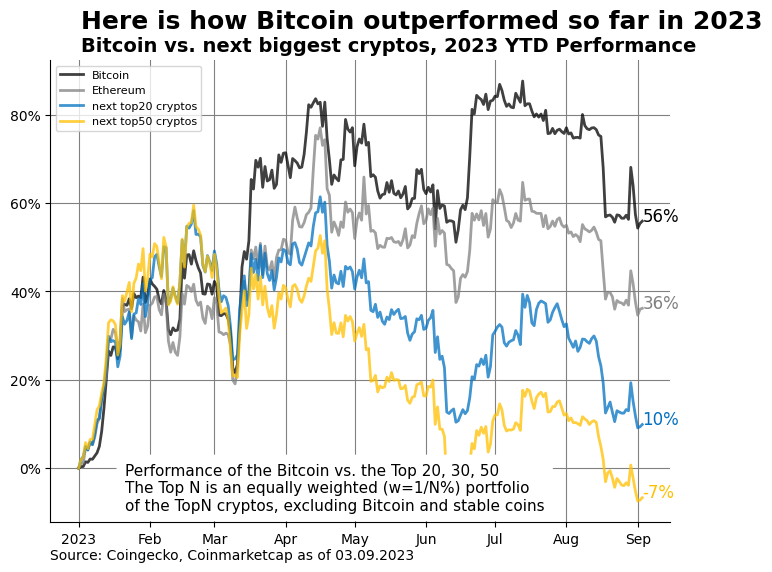 Here is how Bitcoin outperformed so far in 2023
Bitcoin vs. next biggest cryptos, 2023 YTD Performance
Bitcoin
Ethereum
next top20 cryptos
next top50 cryptos
80%
60%
40%
20%
0%
56%
36%
10%
-7%
Performance of the Bitcoin vs. the Top 20, 30, 50
The Top N is an equally weighted (w=1/N%) portfolio
of the TopN cryptos, excluding Bitcoin and stable coins
2023 Feb Mar Apr May Jun Jul Aug Sep
Source: Coingecko, Coinmarketcap as of 03.09.2023